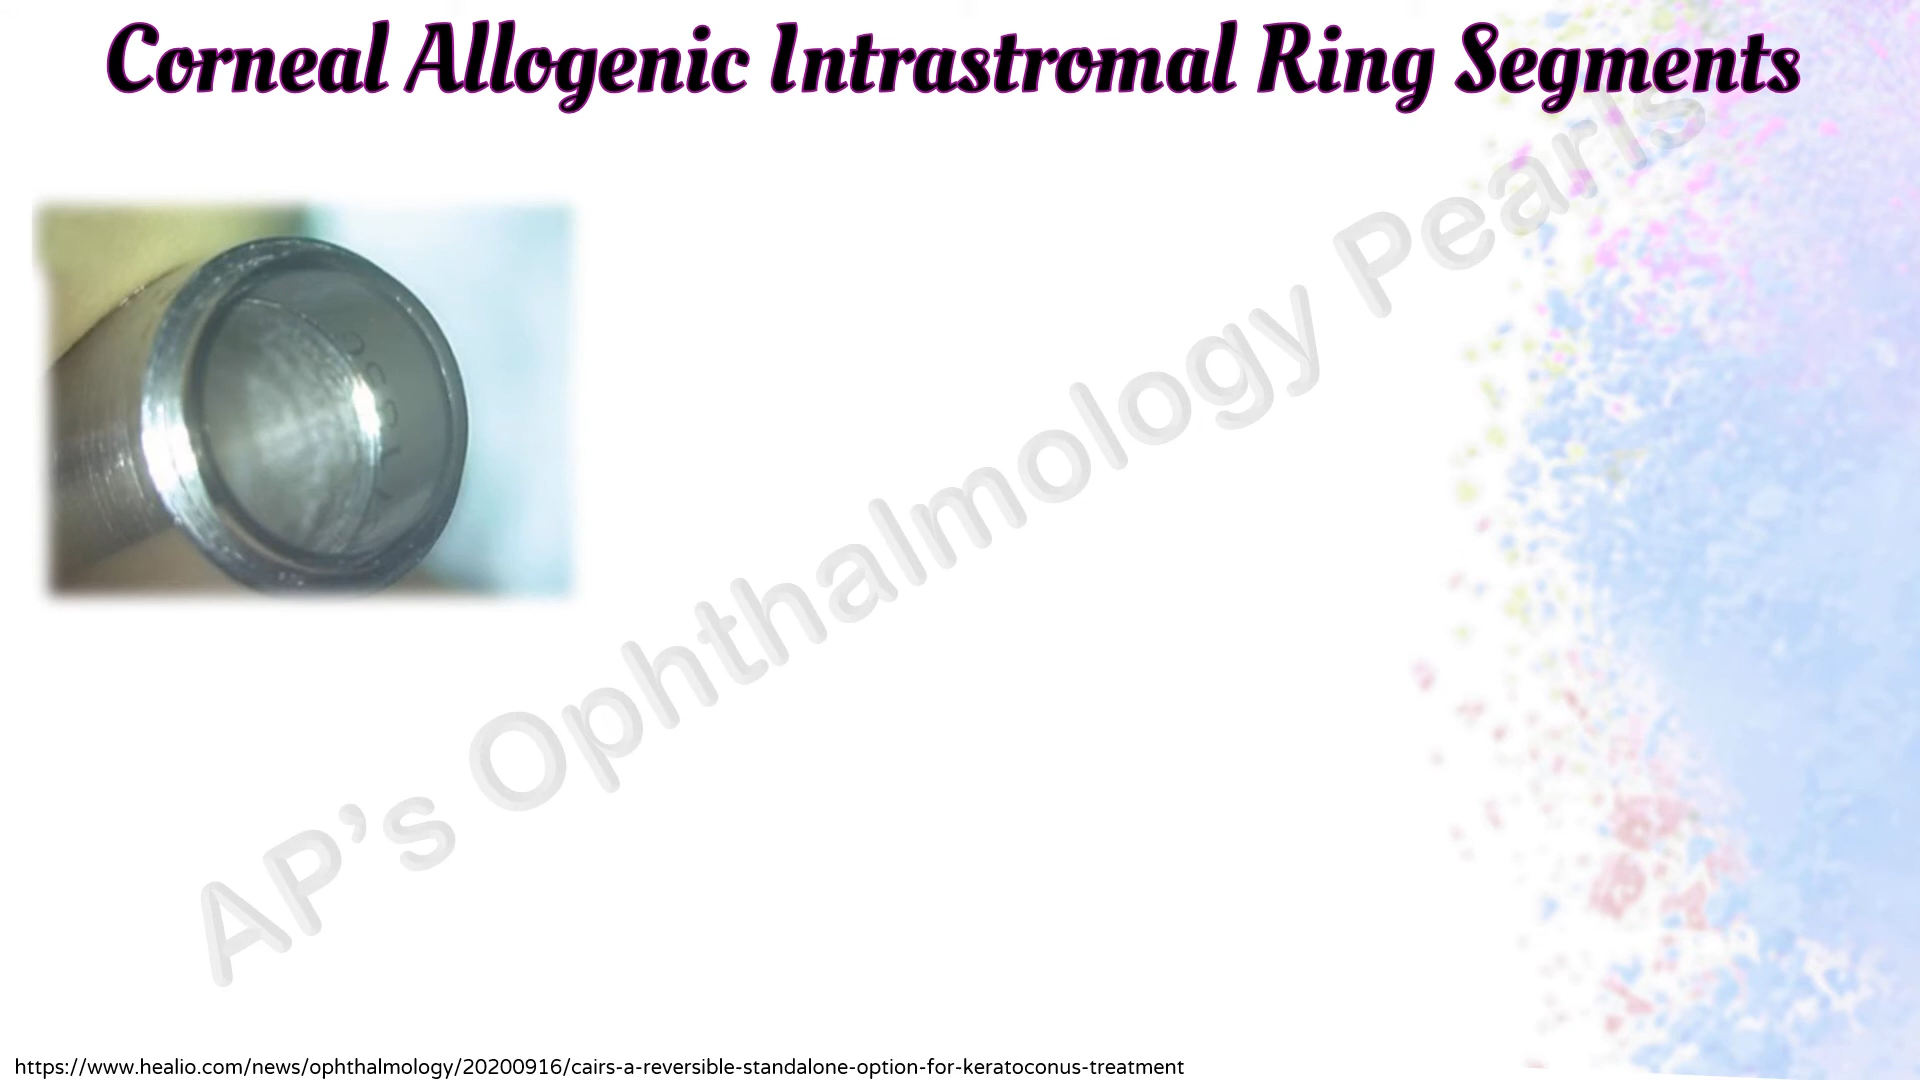 Corneal Allogenic Intrastromal Ring Segments
AP's Ophthalmology Pearls
https://www.healio.com/news/ophthalmology/20200916/cairs-a-reversible-standalone-option-for-keratoconus-treatment